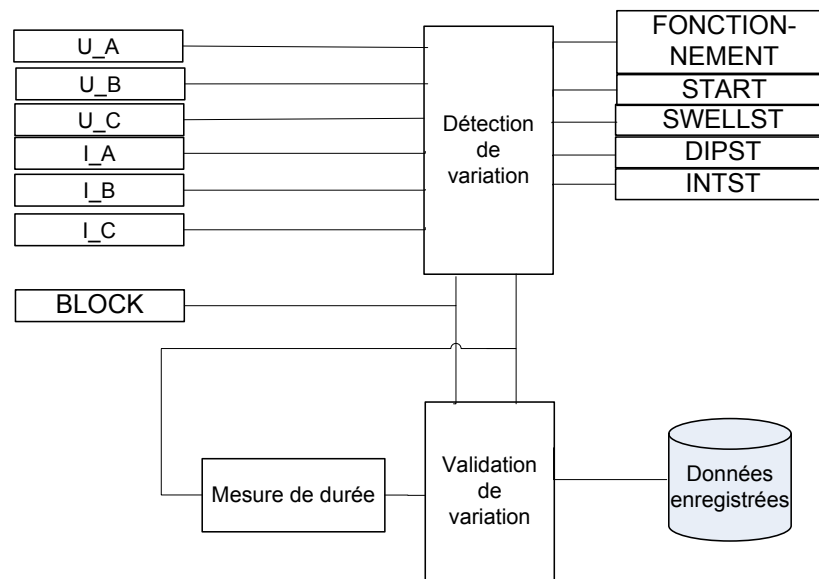 U_A
U_B
U_C
I_A
I_B
I_C
BLOCK
Détection
de
variation
FONCTION-
NEMENT
START
SWELLST
DIPST
INTST
Mesure de durée
Validation
de
variation
Données
enregistrées